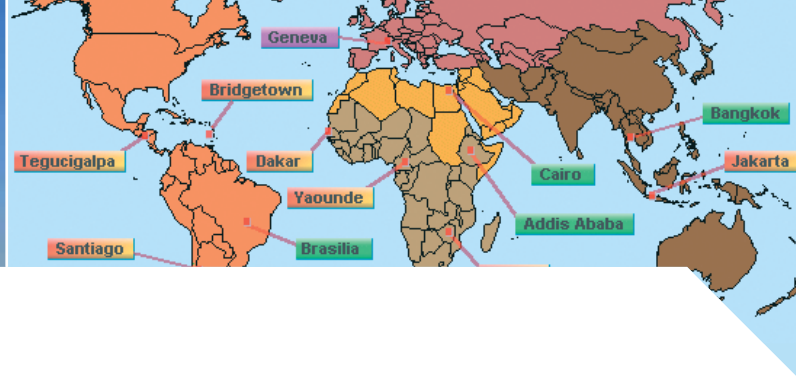 Geneva
Bridgetown
Bangkok
Tegucigalpa
Dakar
Jakarta
Cairo
Yaounde
Addis Ababa
Santiago
Brasilia